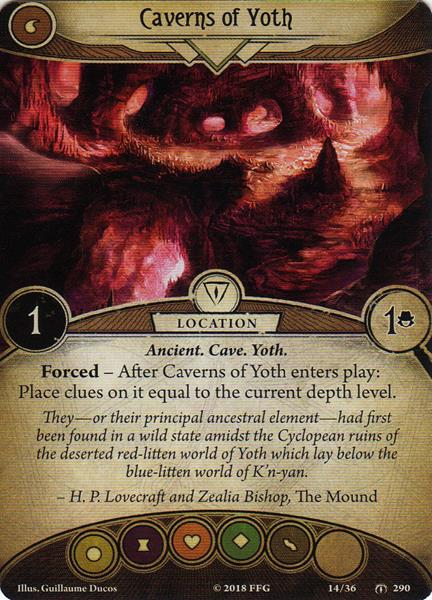 Caverns of Yoth
1
LOCATION
1
Ancient. Cave. Yoth.
Forced – After Caverns of Yoth enters play:
Place clues on it equal to the current depth level.
They—or their principal ancestral element—had first
been found in a wild state amidst the Cyclopean ruins of
the deserted red-litten world of Yoth which lay below the
blue-litten world of K'n-yan.
– H. P. Lovecraft and Zealia Bishop, The Mound
Illus. Guillaume Ducos © 2018 FFG 14/36 290